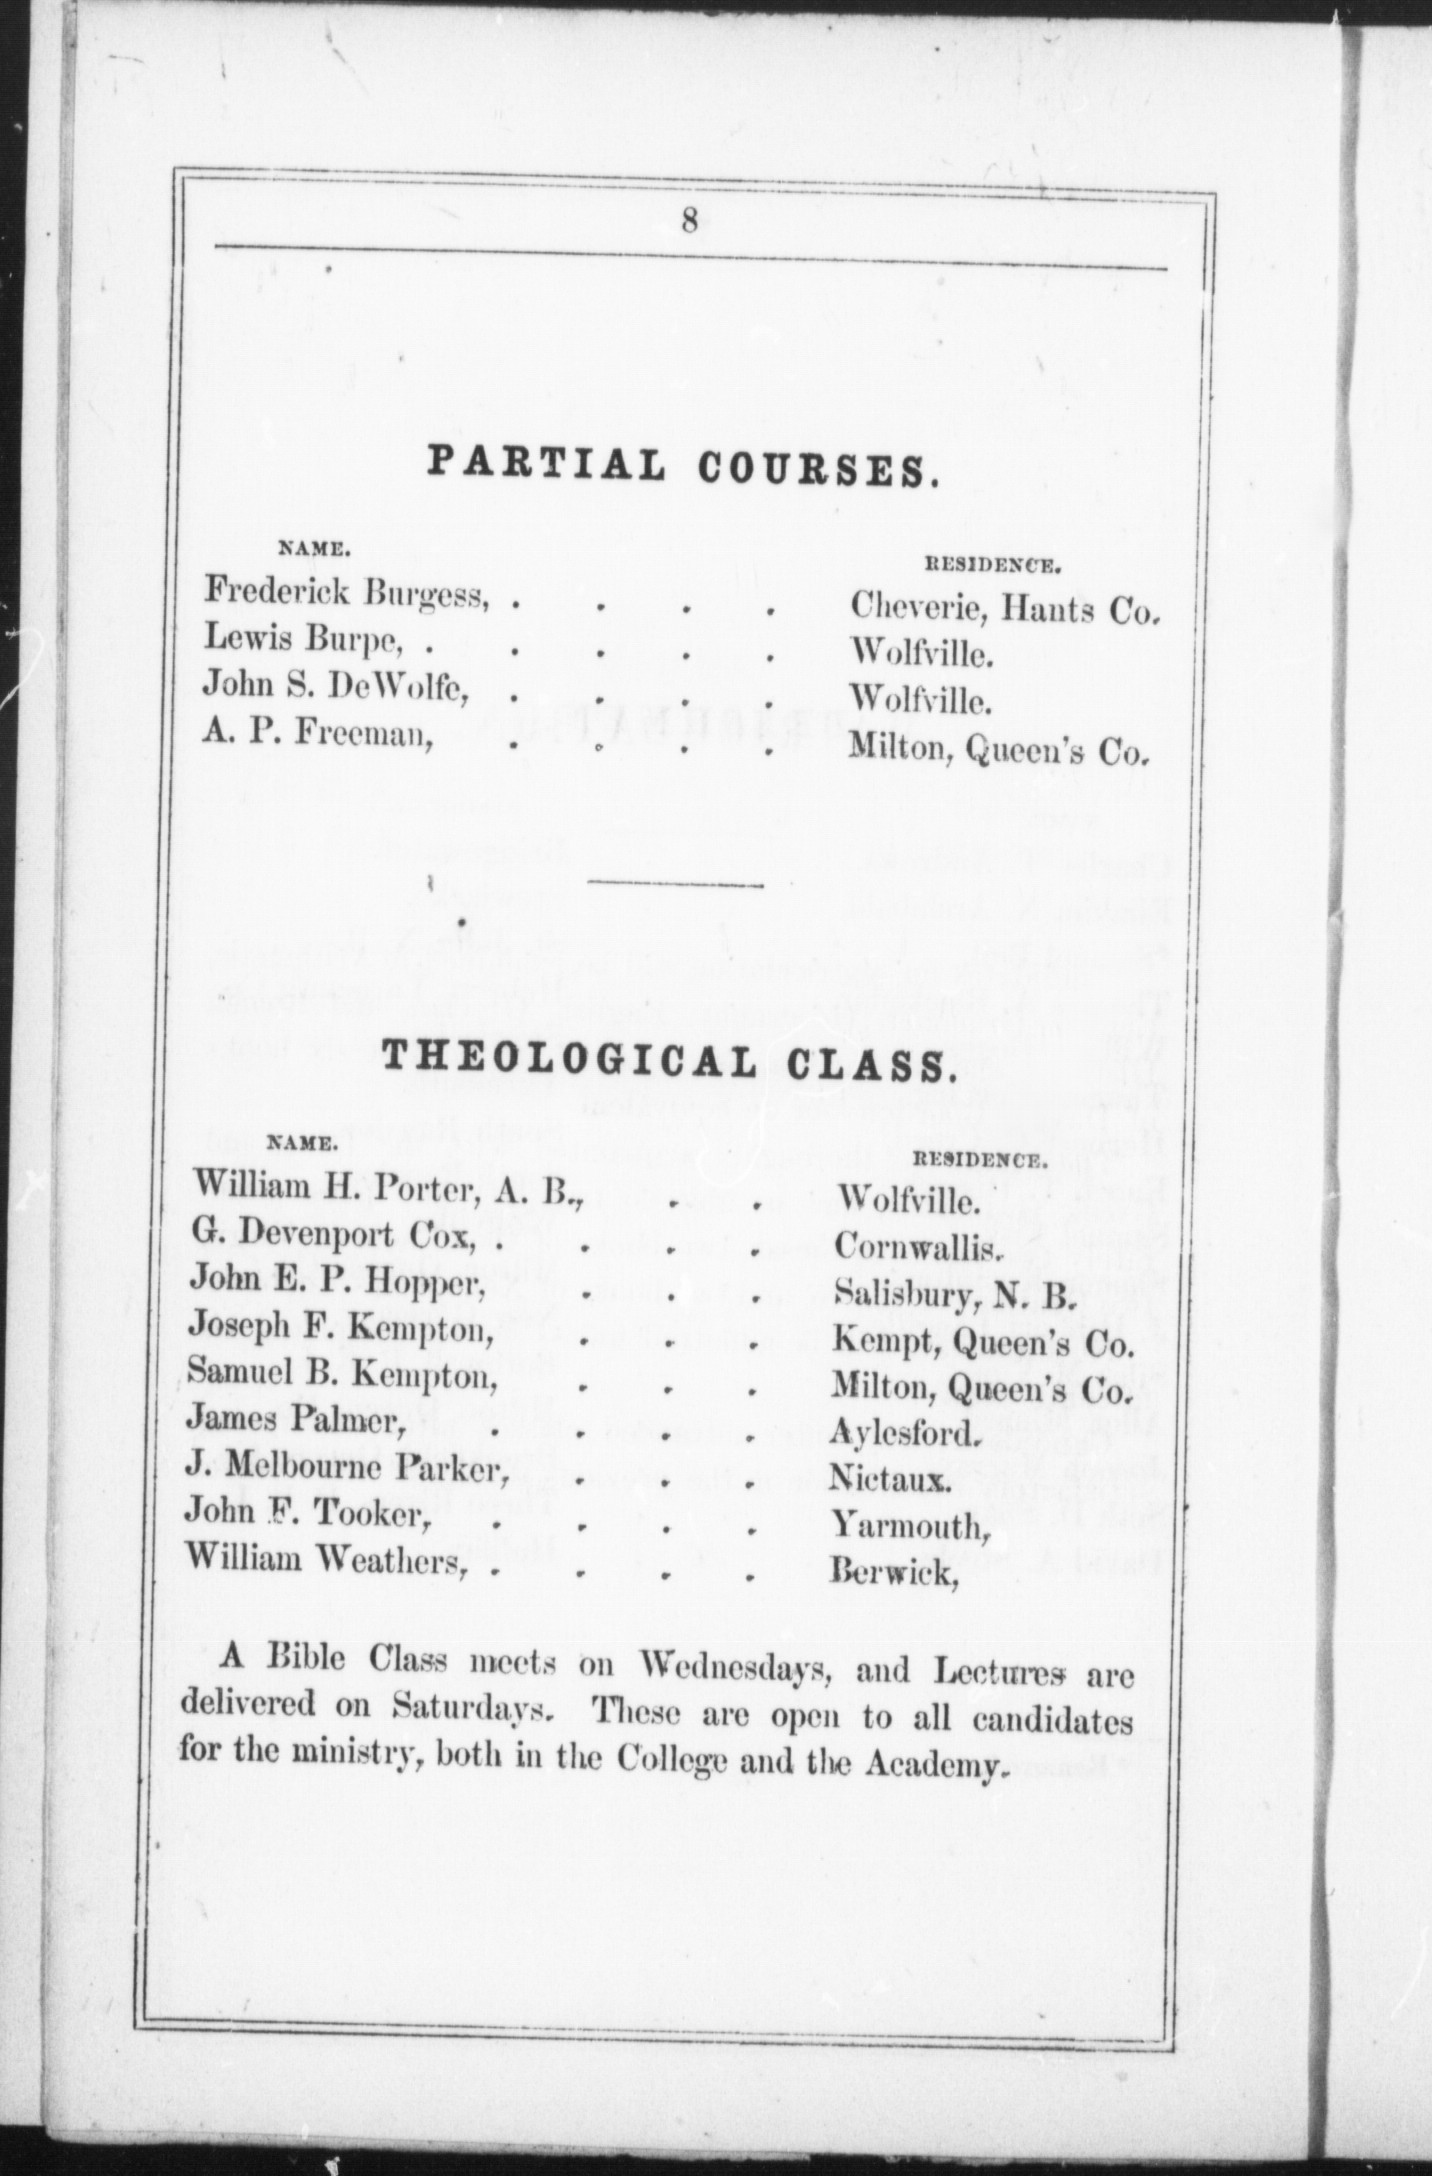 8
PARTIAL COURSES.
NAME. RESIDENCE.
Frederick Burgess, . . . . Cheverie, Hants Co.
Lewis Burpe, . . . . . Wolfville.
John S. DeWolfe, . . . . Wolfville.
A. P. Freeman, . . . . Milton, Queen's Co.
THEOLOGICAL CLASS.
NAME. RESIDENCE.
William H. Porter, A. B., . . Wolfville.
G. Devenport Cox, . . . . Cornwallis.
John E. P. Hopper, . . . Salisbury, N. B.
Joseph F. Kempton, . . . Kempt, Queen's Co.
Samuel B. Kempton, . . . Milton, Queen's Co.
James Palmer, . . . . Aylesford.
J. Melbourne Parker, . . . Nictaux.
John F. Tooker, . . . . Yarmouth,
William Weathers, . . . . Berwick,
A Bible Class meets on Wednesdays, and Lectures are
delivered on Saturdays. These are open to all candidates
for the ministry, both in the College and the Academy.